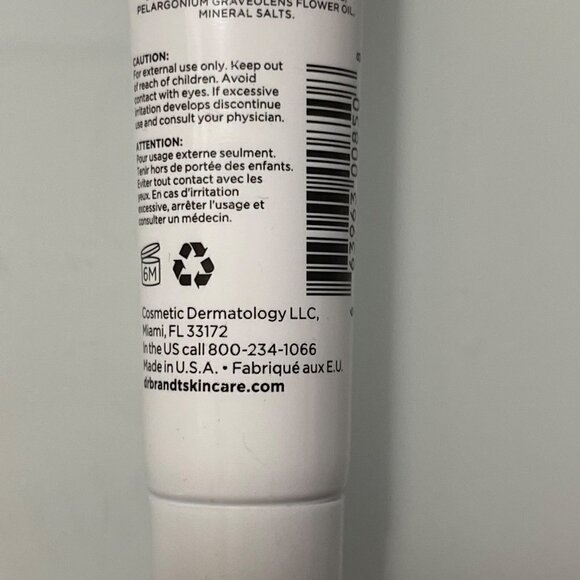 PELARGONIUM GRAVEOLENS FLOWER OIL,
MINERAL SALTS.
CAUTION:
For external use only. Keep out
of reach of children. Avoid
contact with eyes. If excessive
irritation develops discontinue
use and consult your physician.
ATTENTION:
Pour usage externe seulment.
Tenir hors de portée des enfants.
Eviter tout contact avec les
yeux. En cas d'irritation
excessive, arrêter l'usage et
consulter un médecin.
6M
Cosmetic Dermatology LLC,
Miami, FL 33172
In the US call 800-234-1066
Made in U.S.A. • Fabriqué aux E.U.
drbrandtskincare.com